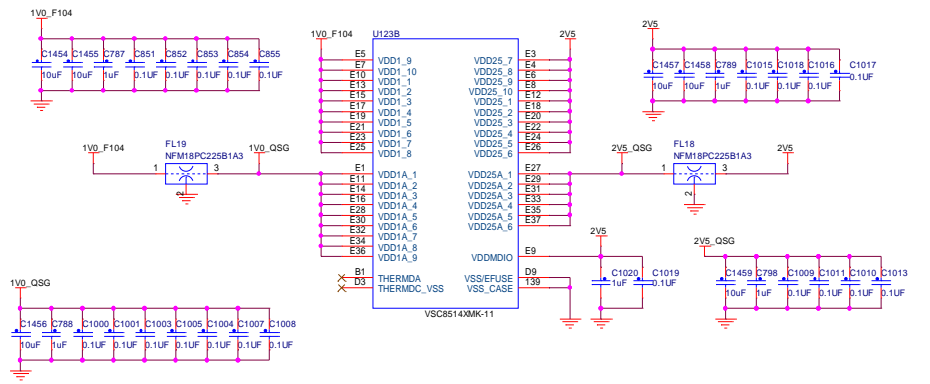 1V0_F104
C1454 C1455 C787 C851 C852 C853 C854 C855
10uF 10uF 1uF 0.1UF 0.1UF 0.1UF 0.1UF 0.1UF
1V0_F104
U123B
2V5
E5 VDD1_9 VDD25_7 E3
E7 VDD1_10 VDD25_8 E4
E10 VDD1_1 VDD25_9 E6
E13 VDD1_2 VDD25_10 E8
E15 VDD1_3 VDD25_1 E12
E17 VDD1_4 VDD25_2 E18
E19 VDD1_5 VDD25_3 E20
E21 VDD1_6 VDD25_4 E22
E23 VDD1_7 VDD25_5 E24
E25 VDD1_8 VDD25_6 E26
E1 VDD1A_1 VDD25A_1 E27
E11 VDD1A_2 VDD25A_2 E29
E14 VDD1A_3 VDD25A_3 E31
E16 VDD1A_4 VDD25A_4 E33
E28 VDD1A_5 VDD25A_5 E35
E30 VDD1A_6 VDD25A_6 E37
E32 VDD1A_7
E34 VDD1A_8
E36 VDD1A_9 VDDMDIO E9
B1 THERMDA VSS/EFUSE D9
D3 THERMDC_VSS VSS_CASE 139
VSC8514XMK-11
2V5
C1457 C1458 C789 C1015 C1018 C1016 C1017
10uF 10uF 1uF 0.1UF 0.1UF 0.1UF 0.1UF
1V0_F104
FL19
NFM18PC225B1A3
1V0_QSG
1 3
2
2V5_QSG
FL18
NFM18PC225B1A3
2V5
1 3
2
2V5
C1020 C1019
1uF 0.1UF
2V5_QSG
C1459 C798 C1009 C1011 C1010 C1013
10uF 1uF 0.1UF 0.1UF 0.1UF 0.1UF
1V0_QSG
C1456 C788 C1000 C1001 C1003 C1005 C1004 C1007 C1008
10uF 1uF 0.1UF 0.1UF 0.1UF 0.1UF 0.1UF 0.1UF 0.1UF